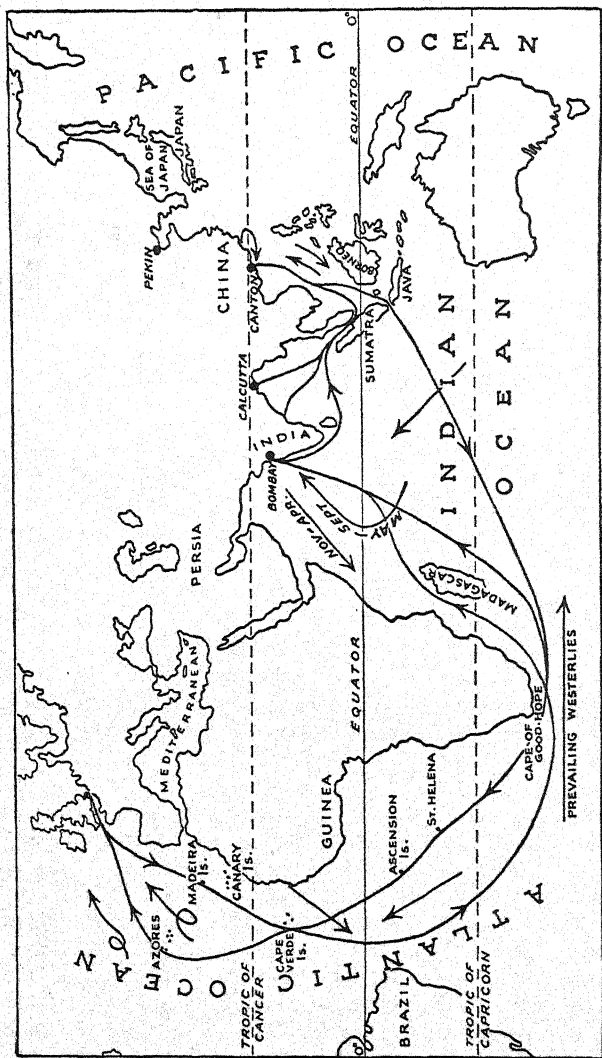 PACIFIC OCEAN
0°
SEA OF
JAPAN
JAPAN
PEKIN
CHINA
CANTON
EQUATOR
BORNEO
JAVA
SUMATRA
CALCUTTA
INDIA
BOMBAY
INDIAN
OCEAN
PERSIA
NOV-APR.
MAY-SEPT
MADAGASCAR
MEDITERRANEAN
EQUATOR
GUINEA
CAPE OF
GOOD HOPE
PREVAILING WESTERLIES
ST. HELENA
ASCENSION
IS.
MADEIRA
IS.
CANARY
IS.
AZORES
CAPE
VERDE
IS.
ATLANTIC OCEAN
TROPIC OF
CANCER
0°
BRAZIL
TROPIC OF
CAPRICORN